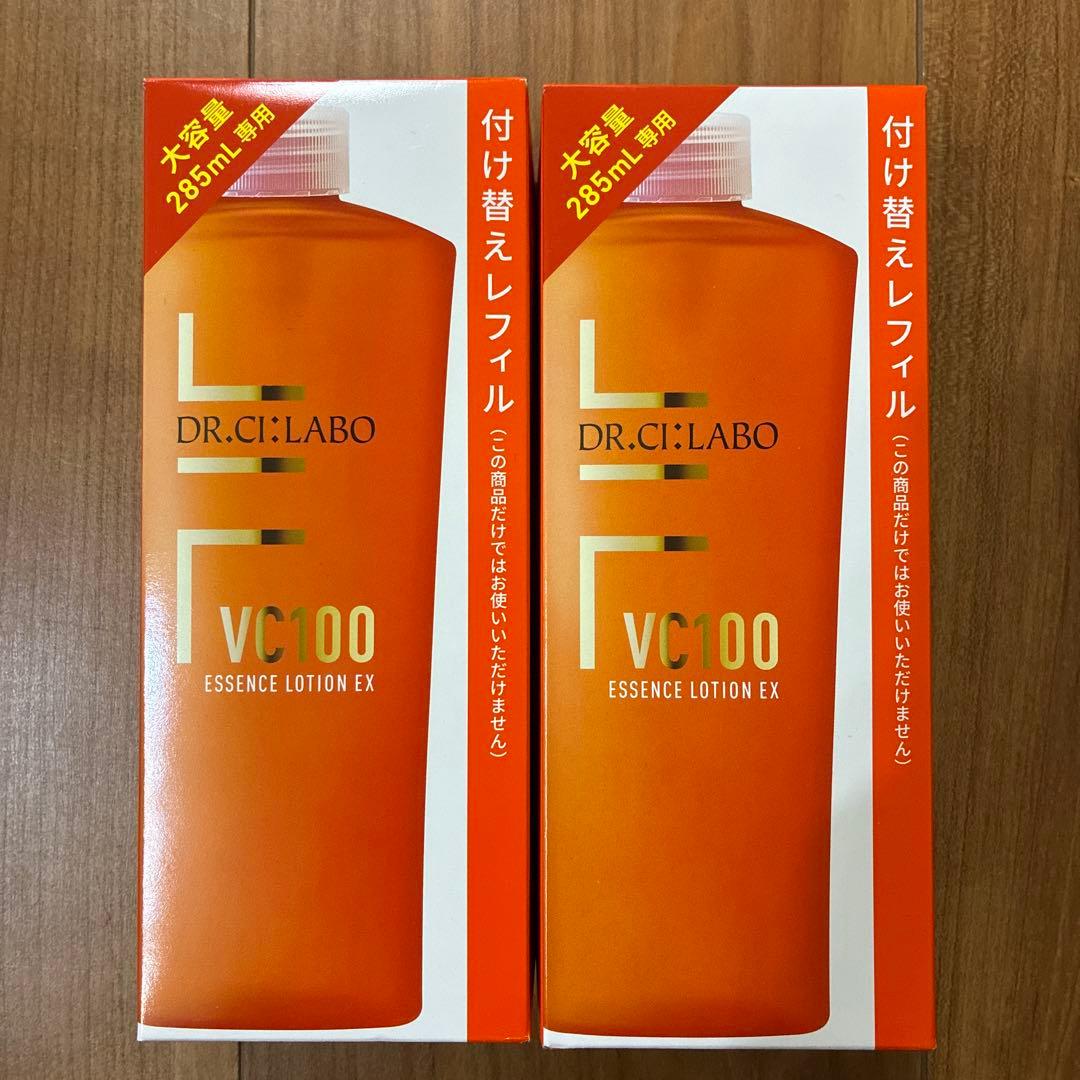 大容量
285mL専用
付け替えレフィル（この商品だけではお使いいただけません）
DR.CI:LABO
VC100
ESSENCE LOTION EX
大容量
285mL専用
付け替えレフィル（この商品だけではお使いいただけません）
DR.CI:LABO
VC100
ESSENCE LOTION EX